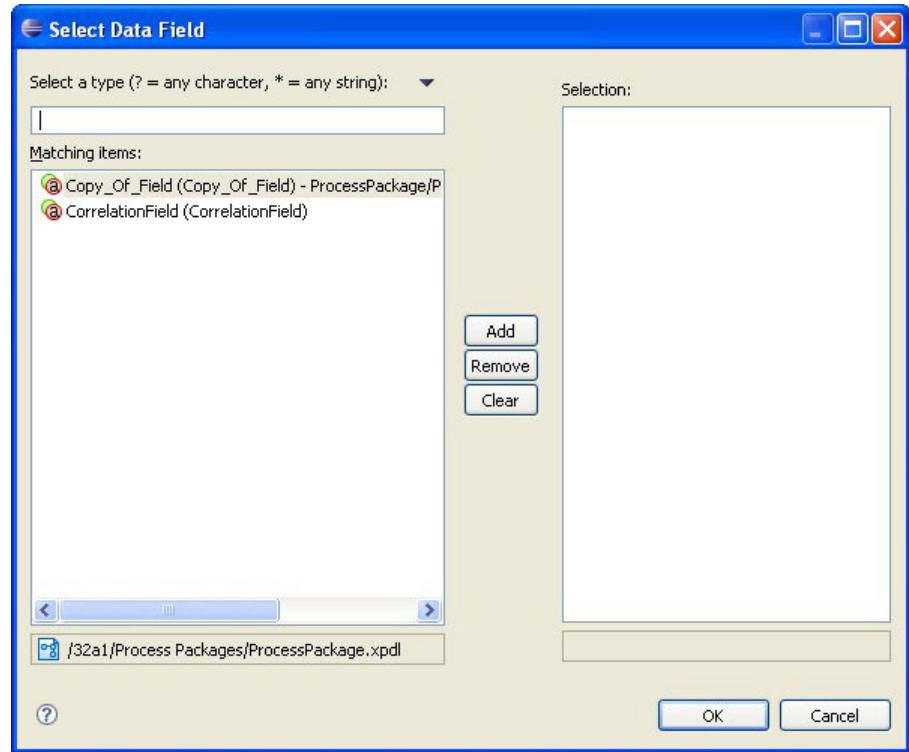 Select Data Field
Select a type (? = any character, * = any string):
Selection:
Matching items:
Copy_Of_Field (Copy_Of_Field) - ProcessPackage/P
CorrelationField (CorrelationField)
Add
Remove
Clear
/32a1/Process Packages/ProcessPackage.xpdl
OK
Cancel